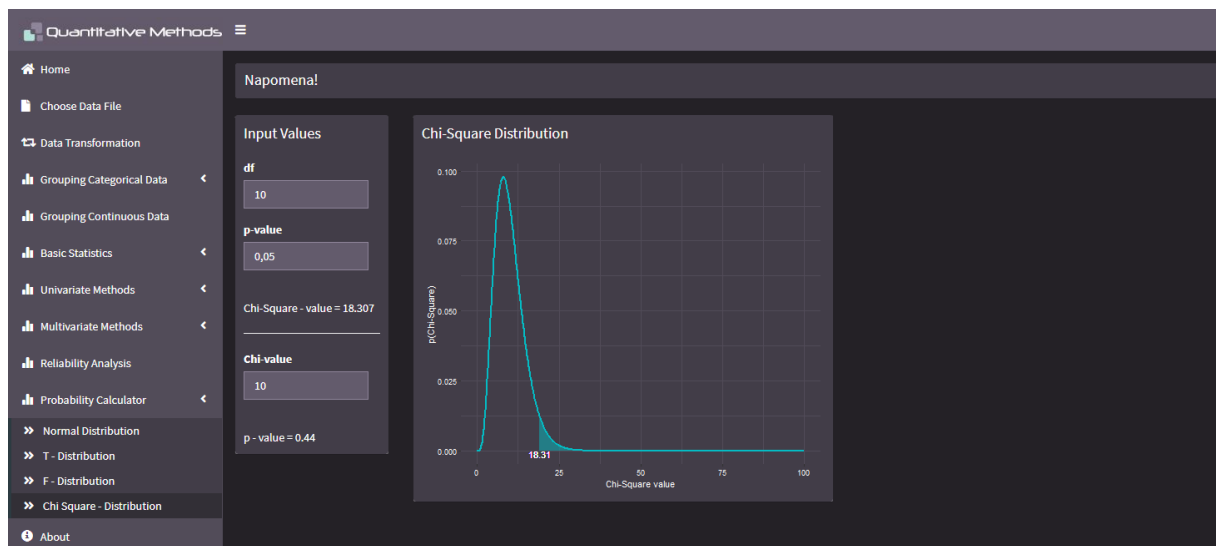 Quantitative Methods
Home
Choose Data File
Data Transformation
Grouping Categorical Data
Grouping Continuous Data
Basic Statistics
Univariate Methods
Multivariate Methods
Reliability Analysis
Probability Calculator
Normal Distribution
T - Distribution
F - Distribution
Chi Square - Distribution
About
Napomena!
Input Values
df
10
p-value
0,05
Chi-Square - value = 18.307
Chi-value
10
p - value = 0.44
Chi-Square Distribution
p(Chi-Square)
0.100
0.075
0.050
0.025
0.000
18.31
0 25 50 75 100
Chi-Square value